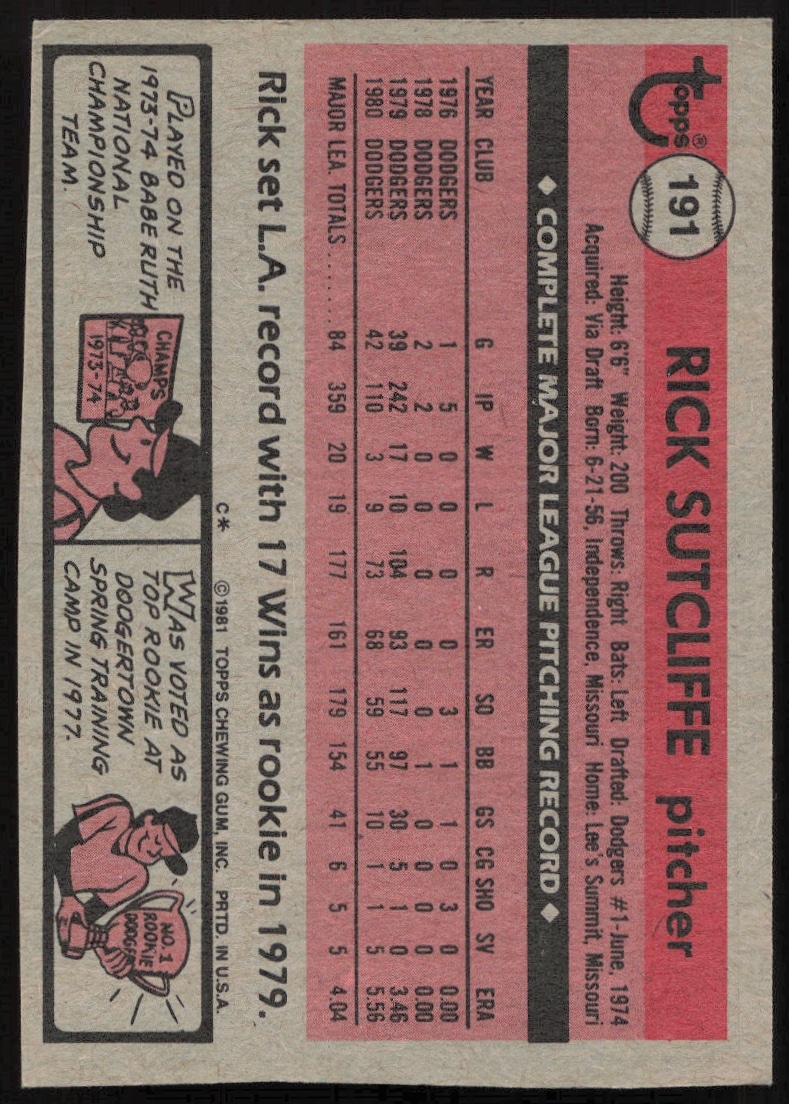 Topps®
191
RICK SUTCLIFFE pitcher
Height: 6'6" Weight: 200 Throws: Right Bats: Left Drafted: Dodgers #1-June, 1974
Acquired: Via Draft Born: 6-21-56, Independence, Missouri Home: Lee's Summit, Missouri
◆ COMPLETE MAJOR LEAGUE PITCHING RECORD ◆
YEAR CLUB G IP W L R ER SO BB GS CG SHO SV ERA
1976 DODGERS 1 5 0 0 0 0 3 1 1 0 3 0 0.00
1978 DODGERS 2 2 0 0 0 0 0 1 0 0 0 0 0.00
1979 DODGERS 39 242 17 10 104 93 117 97 30 5 1 0 3.46
1980 DODGERS 42 110 3 9 73 68 59 55 10 1 1 5 5.56
MAJOR LEA. TOTALS ....... 84 359 20 19 177 161 179 154 41 6 5 5 4.04
Rick set L.A. record with 17 Wins as rookie in 1979.
C* ©1981 TOPPS CHEWING GUM, INC. PRTD. IN U.S.A.
PLAYED ON THE
1973-74 BABE RUTH
NATIONAL
CHAMPIONSHIP
TEAM.
CHAMPS
1973-74
WAS VOTED AS
TOP ROOKIE AT
DODGERTOWN
SPRING TRAINING
CAMP IN 1977.
NO. 1
ROOKIE